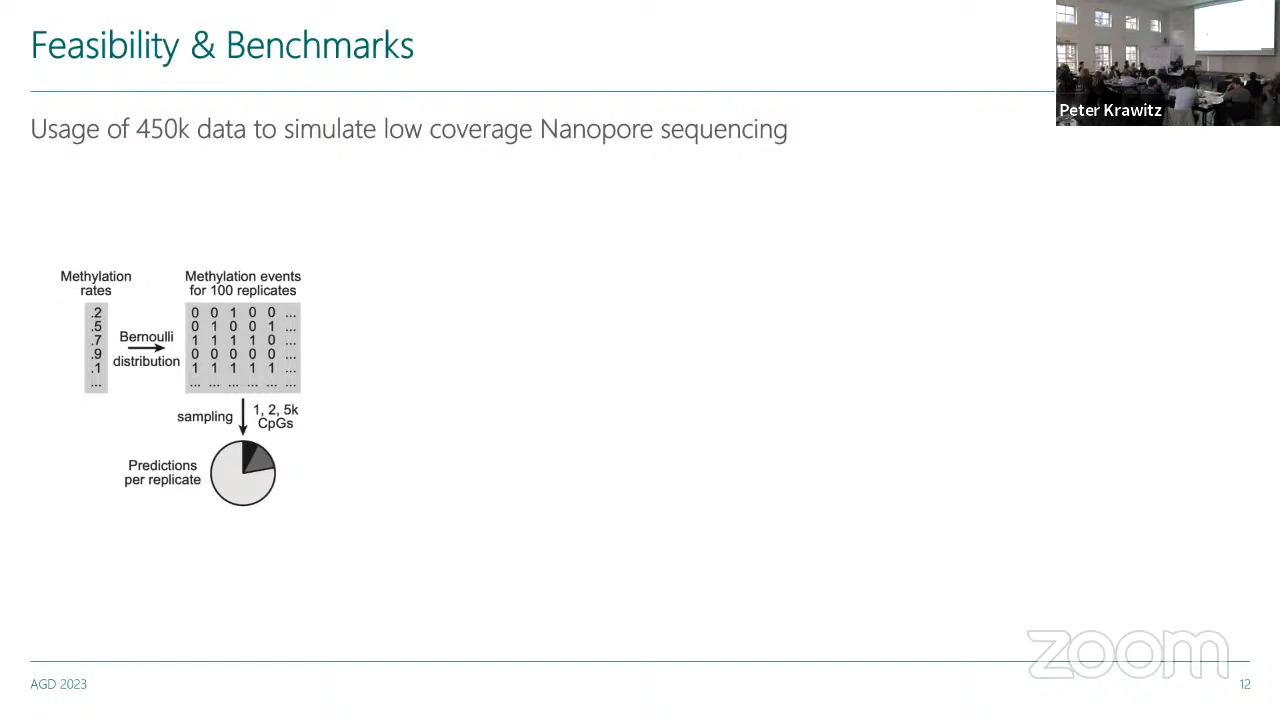 Feasibility & Benchmarks
Peter Krawitz
Usage of 450k data to simulate low coverage Nanopore sequencing
Methylation
rates
Methylation events
for 100 replicates
.2
.5
.7
.9
.1
...
Bernoulli
distribution
0 0 1 0 0 ...
0 1 0 0 1 ...
1 1 1 1 0 ...
0 0 0 0 0 ...
1 1 1 1 1 ...
... ... ... ... ... ...
sampling
1, 2, 5k
CpGs
Predictions
per replicate
zoom
AGD 2023
12